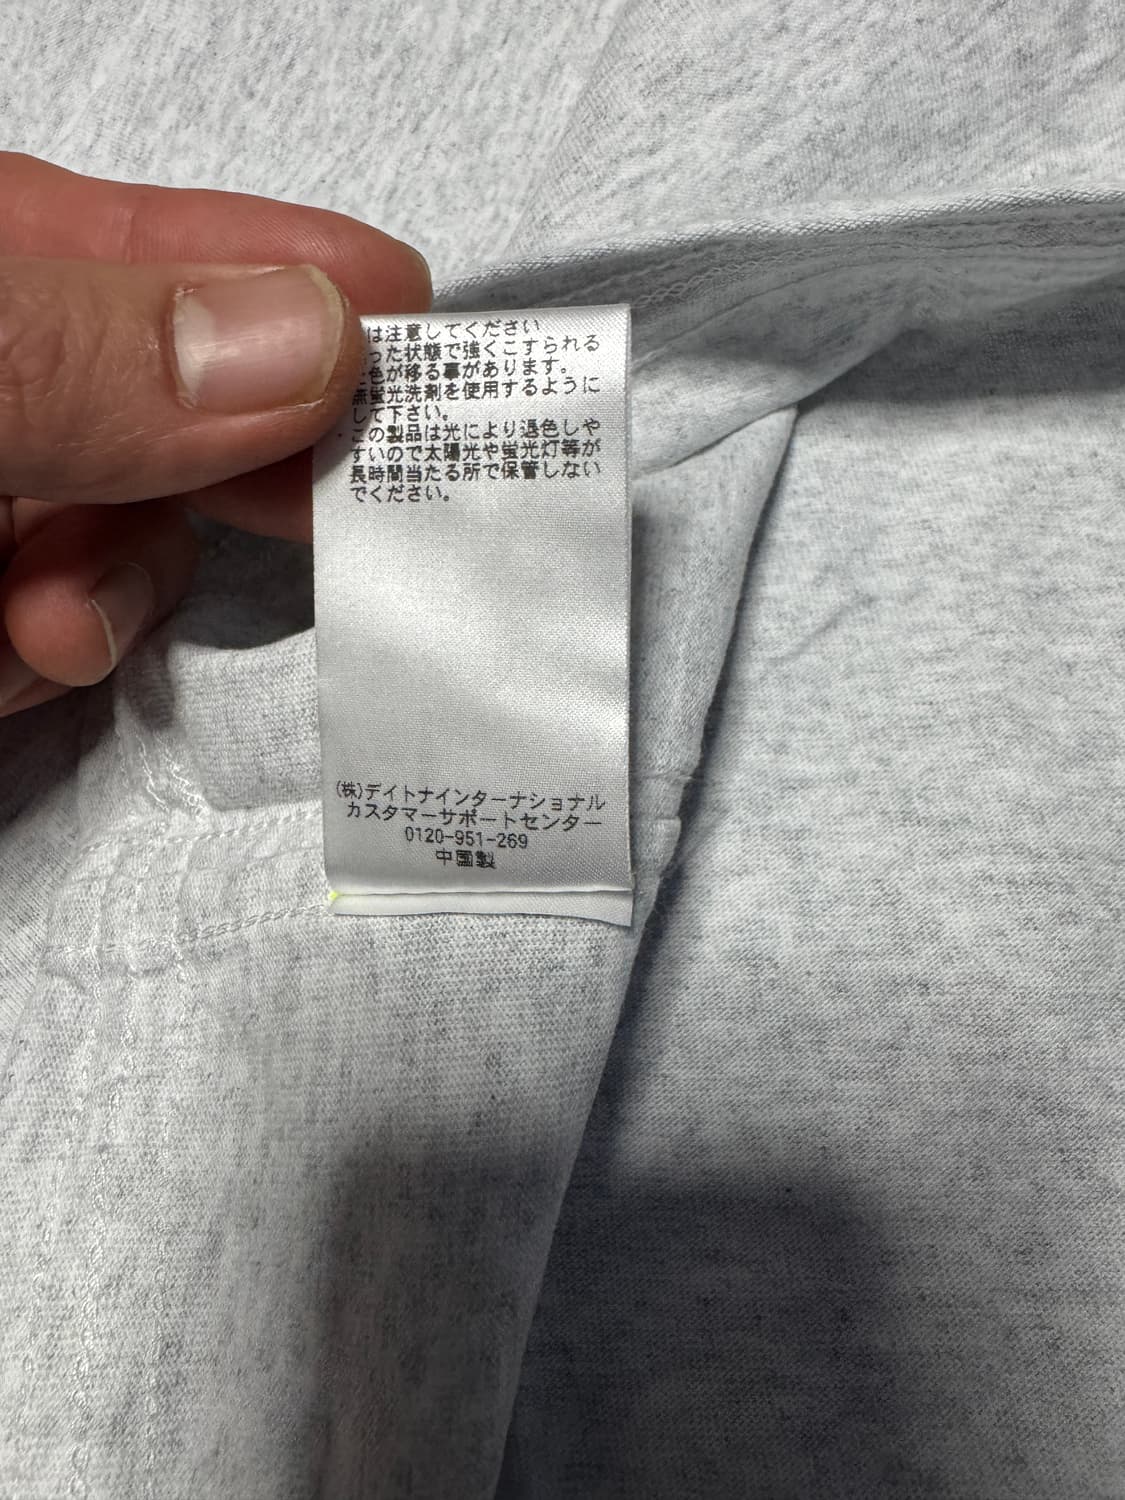 は注意してください
った状態で強くこすられる
色が移る事があります。
無蛍光洗剤を使用するように
して下さい。
・この製品は光により退色しや
すいので太陽光や蛍光灯等が
長時間当たる所で保管しない
でください。
(株)デイトナインターナショナル
カスタマーサポートセンター
0120-951-269
中国製